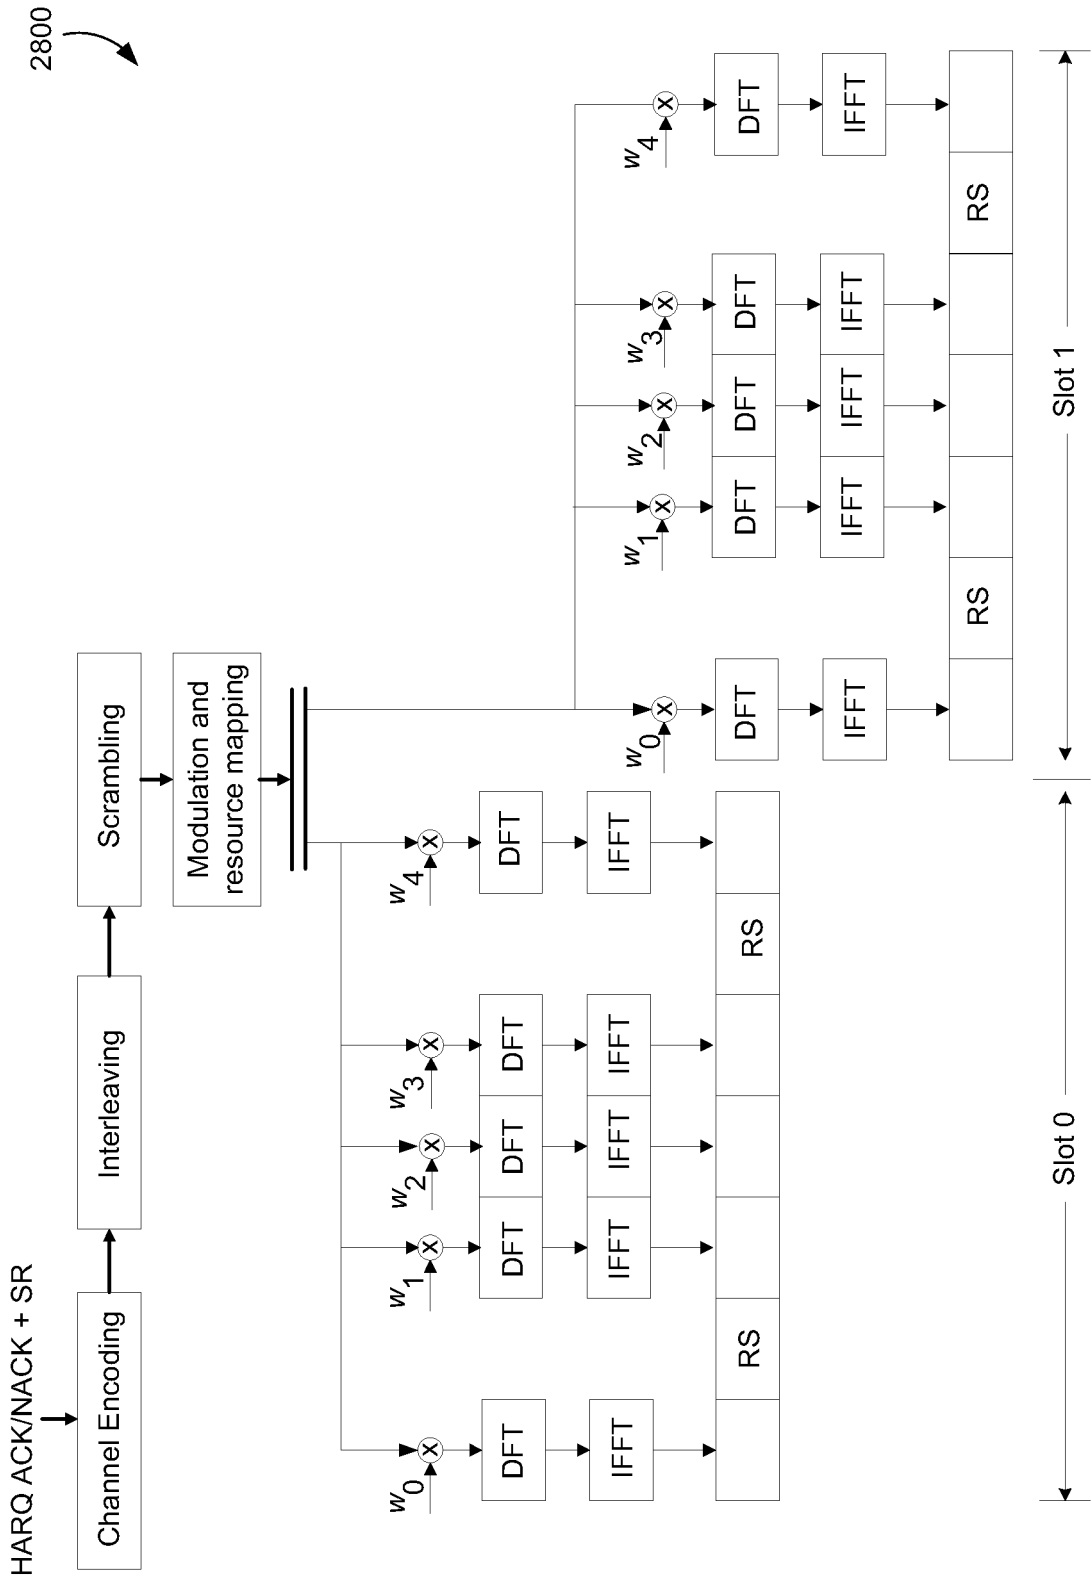 2800
HARQ ACK/NACK + SR
Channel Encoding
Interleaving
Scrambling
Modulation and
resource mapping
w0
w1
w2
w3
w4
X
X
X
X
X
DFT
DFT
DFT
DFT
DFT
IFFT
IFFT
IFFT
IFFT
IFFT
RS
RS
w0
w1
w2
w3
w4
X
X
X
X
X
DFT
DFT
DFT
DFT
DFT
IFFT
IFFT
IFFT
IFFT
IFFT
RS
RS
Slot 0
Slot 1